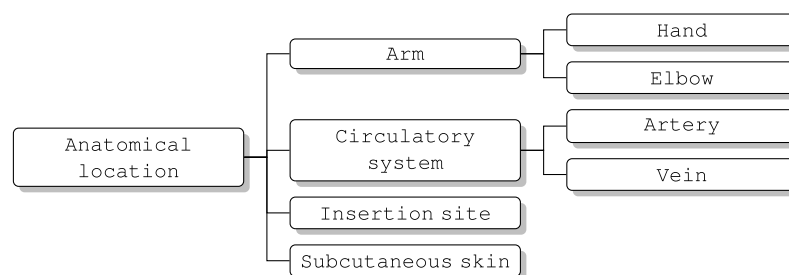 Anatomical
location
Arm
Hand
Elbow
Circulatory
system
Artery
Vein
Insertion site
Subcutaneous skin